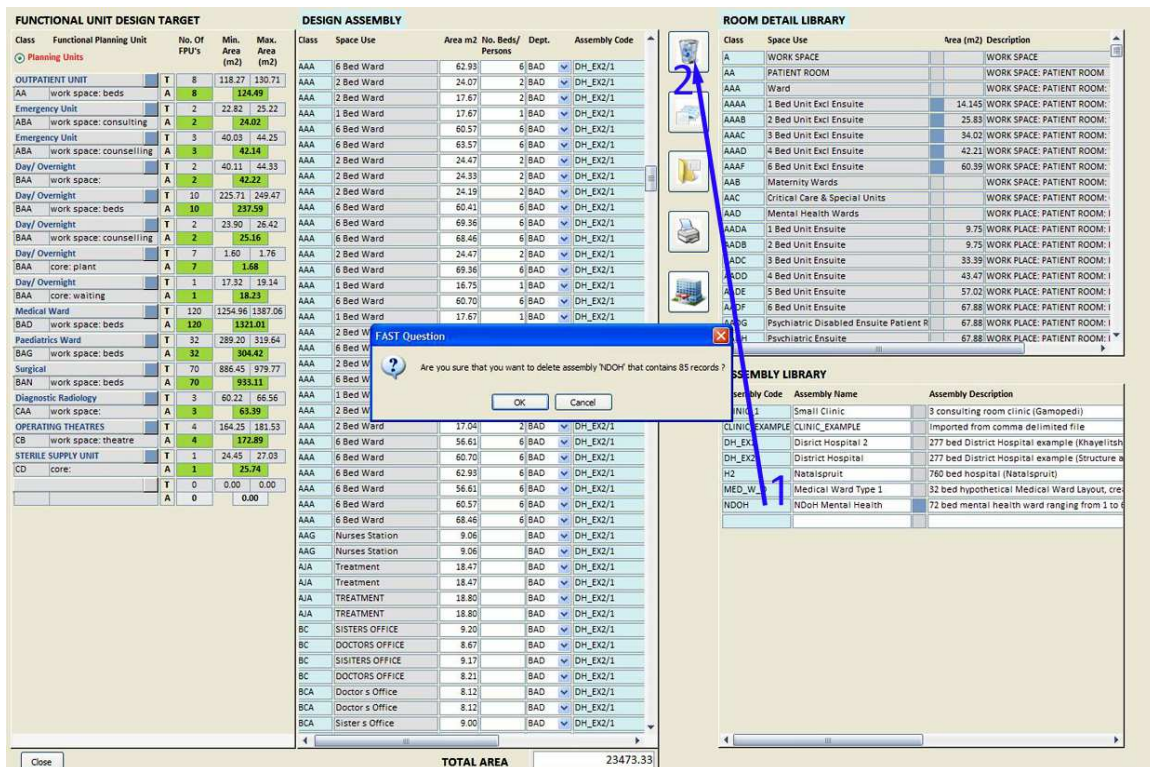 FUNCTIONAL UNIT DESIGN TARGET
Class Functional Planning Unit No. Of FPU's Min. Area (m2) Max. Area (m2)
Planning Units
OUTPATIENT UNIT T 8 118.27 130.71
AA work space: beds A 8 124.49
Emergency Unit T 2 22.82 25.22
ABA work space: consulting A 2 24.02
Emergency Unit T 3 40.03 44.25
ABA work space: counselling A 3 42.14
Day/ Overnight T 2 40.11 44.33
BAA work space: A 2 42.22
Day/ Overnight T 10 225.71 249.47
BAA work space: beds A 10 237.59
Day/ Overnight T 2 23.90 26.42
BAA work space: counselling A 2 25.16
Day/ Overnight T 7 1.60 1.76
BAA core: plant A 7 1.68
Day/ Overnight T 1 17.32 19.14
BAA core: waiting A 1 18.23
Medical Ward T 120 1254.96 1387.06
BAD work space: beds A 120 1321.01
Paediatrics Ward T 32 289.20 319.64
BAG work space: beds A 32 304.42
Surgical T 70 886.45 979.77
BAN work space: beds A 70 933.11
Diagnostic Radiology T 3 60.22 66.56
CAA work space: A 3 63.39
OPERATING THEATRES T 4 164.25 181.53
CB work space: theatre A 4 172.89
STERILE SUPPLY UNIT T 1 24.45 27.03
CD core: A 1 25.74
T 0 0.00 0.00
A 0 0.00
Close
DESIGN ASSEMBLY
Class Space Use Area m2 No. Beds/ Persons Dept. Assembly Code
AAA 6 Bed Ward 62.93 6 BAD DH_EX2/1
AAA 2 Bed Ward 24.07 2 BAD DH_EX2/1
AAA 2 Bed Ward 17.67 2 BAD DH_EX2/1
AAA 1 Bed Ward 17.67 1 BAD DH_EX2/1
AAA 6 Bed Ward 60.57 6 BAD DH_EX2/1
AAA 6 Bed Ward 63.57 6 BAD DH_EX2/1
AAA 2 Bed Ward 24.47 2 BAD DH_EX2/1
AAA 2 Bed Ward 24.33 2 BAD DH_EX2/1
AAA 2 Bed Ward 24.19 2 BAD DH_EX2/1
AAA 6 Bed Ward 60.41 6 BAD DH_EX2/1
AAA 6 Bed Ward 69.36 6 BAD DH_EX2/1
AAA 6 Bed Ward 68.46 6 BAD DH_EX2/1
AAA 2 Bed Ward 24.47 2 BAD DH_EX2/1
AAA 6 Bed Ward 69.36 6 BAD DH_EX2/1
AAA 1 Bed Ward 16.75 1 BAD DH_EX2/1
AAA 6 Bed Ward 60.70 6 BAD DH_EX2/1
AAA 1 Bed Ward 17.67 1 BAD DH_EX2/1
AAA 2 Bed W
AAA 6 Bed W
AAA 2 Bed W
AAA 6 Bed W
AAA 1 Bed W
AAA 2 Bed W
AAA 2 Bed Ward 17.04 2 BAD DH_EX2/1
AAA 6 Bed Ward 56.61 6 BAD DH_EX2/1
AAA 6 Bed Ward 60.70 6 BAD DH_EX2/1
AAA 6 Bed Ward 62.93 6 BAD DH_EX2/1
AAA 6 Bed Ward 56.61 6 BAD DH_EX2/1
AAA 6 Bed Ward 60.57 6 BAD DH_EX2/1
AAA 6 Bed Ward 68.46 6 BAD DH_EX2/1
AAG Nurses Station 9.06 BAD DH_EX2/1
AAG Nurses Station 9.06 BAD DH_EX2/1
AJA Treatment 18.47 BAD DH_EX2/1
AJA Treatment 18.47 BAD DH_EX2/1
AJA TREATMENT 18.80 BAD DH_EX2/1
AJA TREATMENT 18.80 BAD DH_EX2/1
BC SISTERS OFFICE 9.20 BAD DH_EX2/1
BC DOCTORS OFFICE 8.67 BAD DH_EX2/1
BC SISITERS OFFICE 9.17 BAD DH_EX2/1
BC DOCTORS OFFICE 8.21 BAD DH_EX2/1
BCA Doctor s Office 8.12 BAD DH_EX2/1
BCA Doctor s Office 8.12 BAD DH_EX2/1
BCA Sister s Office 9.00 BAD DH_EX2/1
TOTAL AREA 23473.33
FAST Question
Are you sure that you want to delete assembly 'NDOH' that contains 85 records ?
OK Cancel
2
1
ROOM DETAIL LIBRARY
Class Space Use Area (m2) Description
A WORK SPACE WORK SPACE
AA PATIENT ROOM WORK SPACE: PATIENT ROOM
AAA Ward WORK SPACE: PATIENT ROOM:
AAAA 1 Bed Unit Excl Ensuite 14.145 WORK SPACE: PATIENT ROOM:
AAAB 2 Bed Unit Excl Ensuite 25.83 WORK SPACE: PATIENT ROOM:
AAAC 3 Bed Unit Excl Ensuite 34.02 WORK SPACE: PATIENT ROOM:
AAAD 4 Bed Unit Excl Ensuite 42.21 WORK SPACE: PATIENT ROOM:
AAAF 6 Bed Unit Excl Ensuite 60.39 WORK SPACE: PATIENT ROOM:
AAB Maternity Wards WORK SPACE: PATIENT ROOM:
AAC Critical Care & Special Units WORK SPACE: PATIENT ROOM:
AAD Mental Health Wards WORK PLACE: PATIENT ROOM:
AADA 1 Bed Unit Ensuite 9.75 WORK PLACE: PATIENT ROOM:
AADB 2 Bed Unit Ensuite 9.75 WORK PLACE: PATIENT ROOM:
AADC 3 Bed Unit Ensuite 33.39 WORK PLACE: PATIENT ROOM:
AADD 4 Bed Unit Ensuite 43.47 WORK PLACE: PATIENT ROOM:
ADE 5 Bed Unit Ensuite 57.02 WORK PLACE: PATIENT ROOM:
ADF 6 Bed Unit Ensuite 67.88 WORK PLACE: PATIENT ROOM:
Psychiatric Disabled Ensuite Patient R 67.88 WORK PLACE: PATIENT ROOM:
Psychiatric Ensuite 67.88 WORK PLACE: PATIENT ROOM:
ASSEMBLY LIBRARY
Assembly Code Assembly Name Assembly Description
Small Clinic 3 consulting room clinic (Gamopedi)
CLINIC_EXAMPLE CLINIC_EXAMPLE Imported from comma delimited file
DH_EX Disrict Hospital 2 277 bed District Hospital example (Khayelitsh
DH_EX2 District Hospital 277 bed District Hospital example (Structure a
H2 Natalspruit 760 bed hospital (Natalspruit)
MED_W Medical Ward Type 1 32 bed hypothetical Medical Ward Layout, crea
NDOH NDoH Mental Health 72 bed mental health ward ranging from 1 to 6